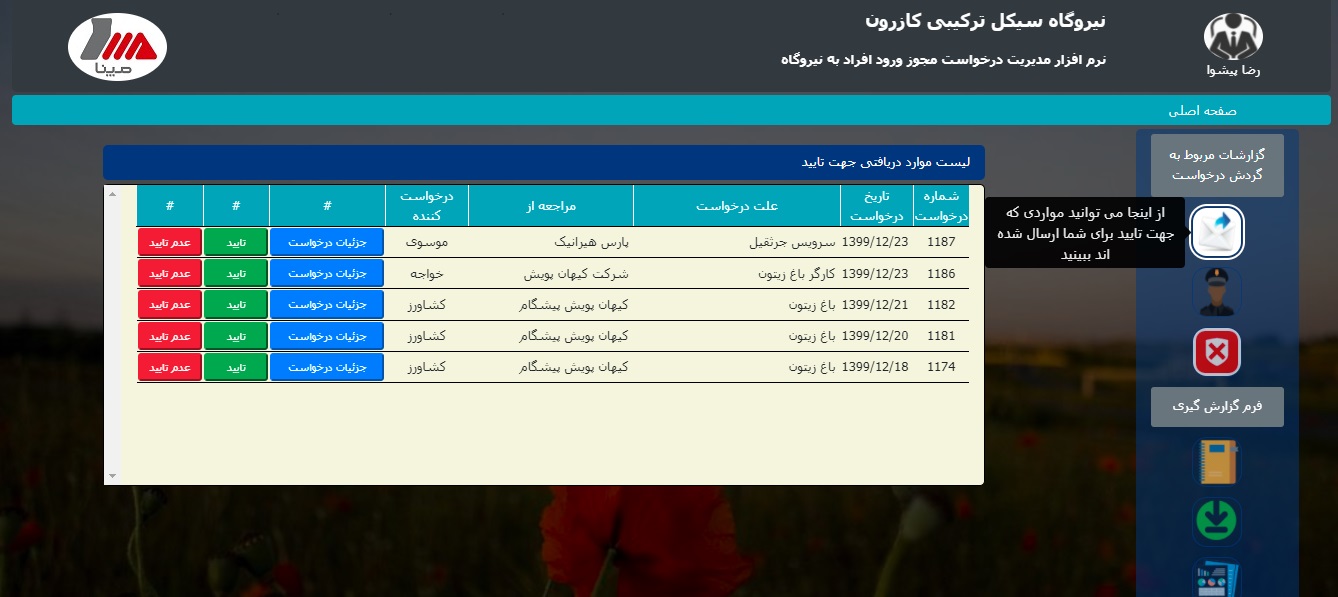 نیروگاه سیکل ترکیبی کازرون
نرم افزار مدیریت درخواست مجوز ورود افراد به نیروگاه
رضا پیشوا
مپنا
صفحه اصلی
گزارشات مربوط به
گردش درخواست
از اینجا می توانید مواردی که
جهت تایید برای شما ارسال شده
اند ببینید
فرم گزارش گیری
لیست موارد دریافتی جهت تایید
شماره درخواست تاریخ درخواست علت درخواست مراجعه از درخواست کننده # # #
1187 1399/12/23 سرویس جرثقیل پارس هیرانیک موسوی جزئیات درخواست تایید عدم تایید
1186 1399/12/23 کارگر باغ زیتون شرکت کیهان پویش خواجه جزئیات درخواست تایید عدم تایید
1182 1399/12/21 باغ زیتون کیهان پویش پیشگام کشاورز جزئیات درخواست تایید عدم تایید
1181 1399/12/20 باغ زیتون کیهان پویش پیشگام کشاورز جزئیات درخواست تایید عدم تایید
1174 1399/12/18 باغ زیتون کیهان پویش پیشگام کشاورز جزئیات درخواست تایید عدم تایید